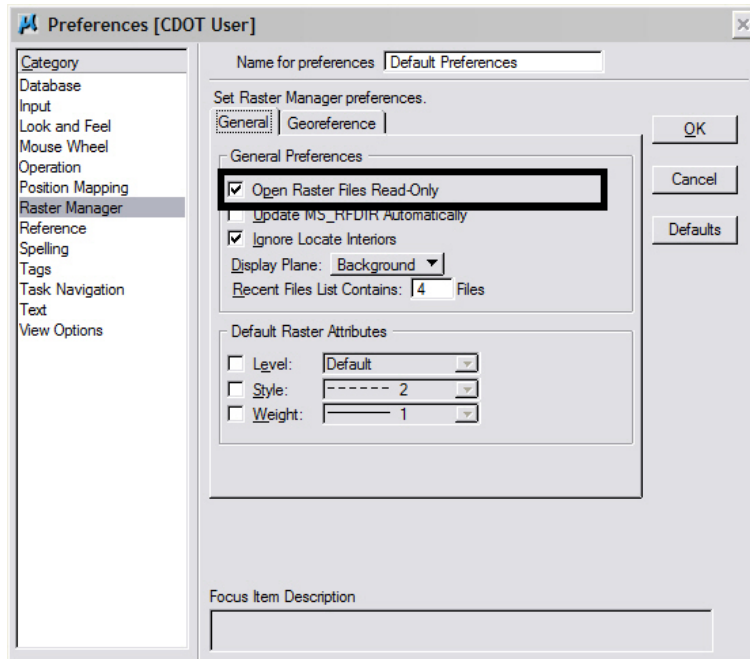 Preferences [CDOT User]
Category
Database
Input
Look and Feel
Mouse Wheel
Operation
Position Mapping
Raster Manager
Reference
Spelling
Tags
Task Navigation
Text
View Options
Name for preferences Default Preferences
Set Raster Manager preferences.
General Georeference
General Preferences
Open Raster Files Read-Only
Update MS_RFDIR Automatically
Ignore Locate Interiors
Display Plane: Background
Recent Files List Contains: 4 Files
Default Raster Attributes
Level: Default
Style: 2
Weight: 1
OK
Cancel
Defaults
Focus Item Description